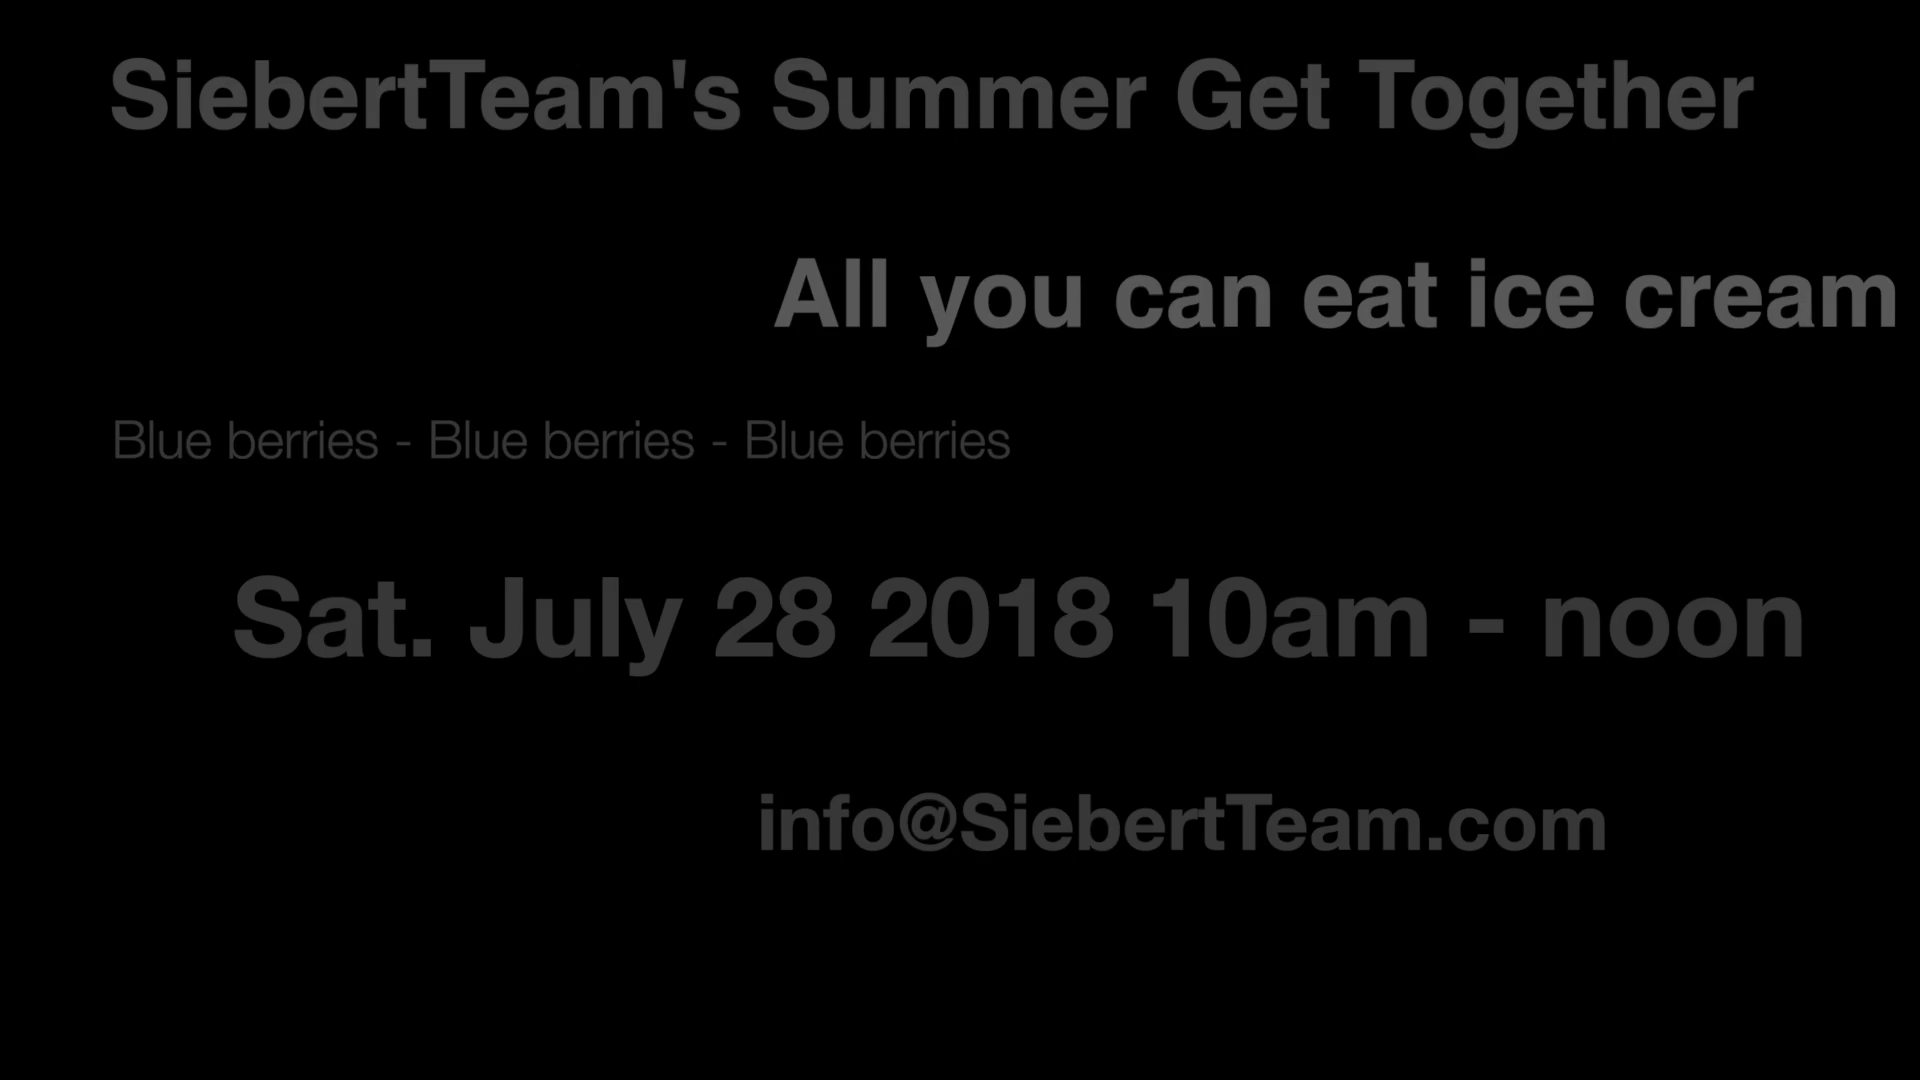 SiebertTeam's Summer Get Together
All you can eat ice cream
Blue berries - Blue berries - Blue berries
Sat. July 28 2018 10am - noon
info@SiebertTeam.com